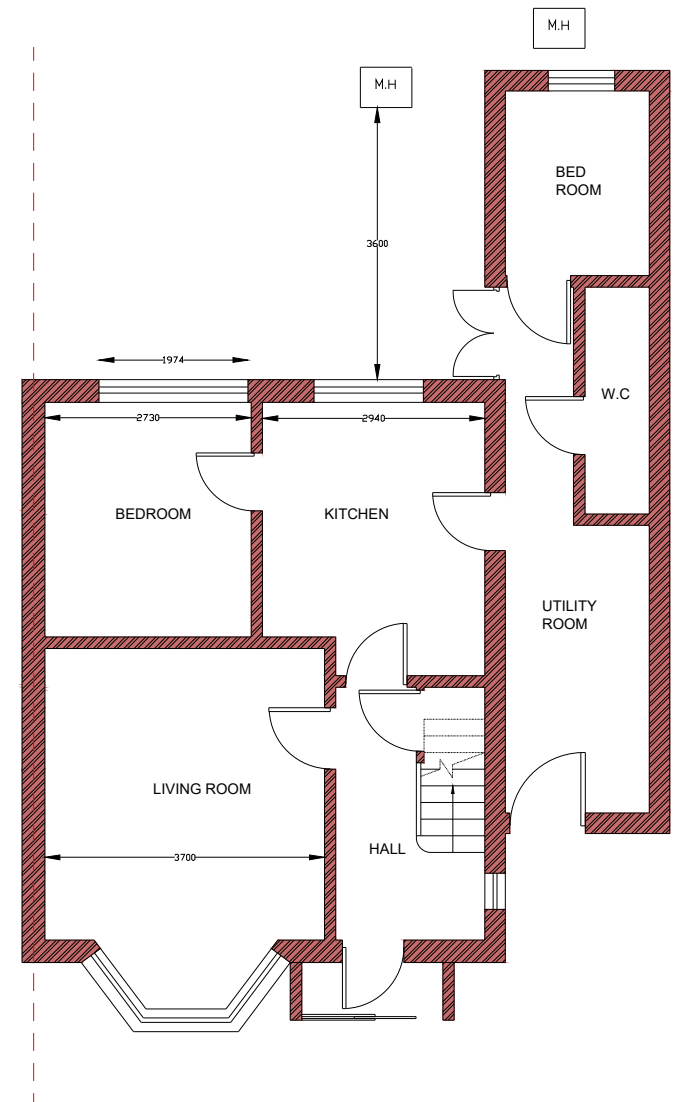 M.H
M.H
BED
ROOM
3600
1974
W.C
2730
2940
BEDROOM
KITCHEN
UTILITY
ROOM
LIVING ROOM
HALL
3700